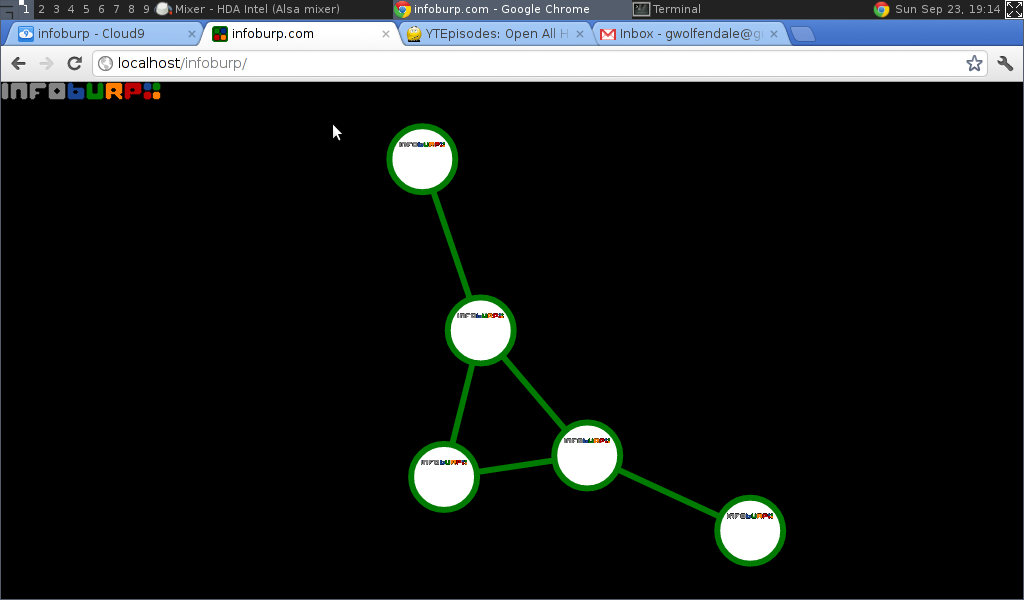 1 2 3 4 5 6 7 8 9 Mixer - HDA Intel (Alsa mixer) infoburp.com - Google Chrome Terminal Sun Sep 23, 19:14
infoburp - Cloud9 infoburp.com YTEpisodes: Open All H Inbox - gwolfendale@g
localhost/infoburp/
INFObURP
INFObURP
INFObURP
INFObURP
INFObURP
INFObURP